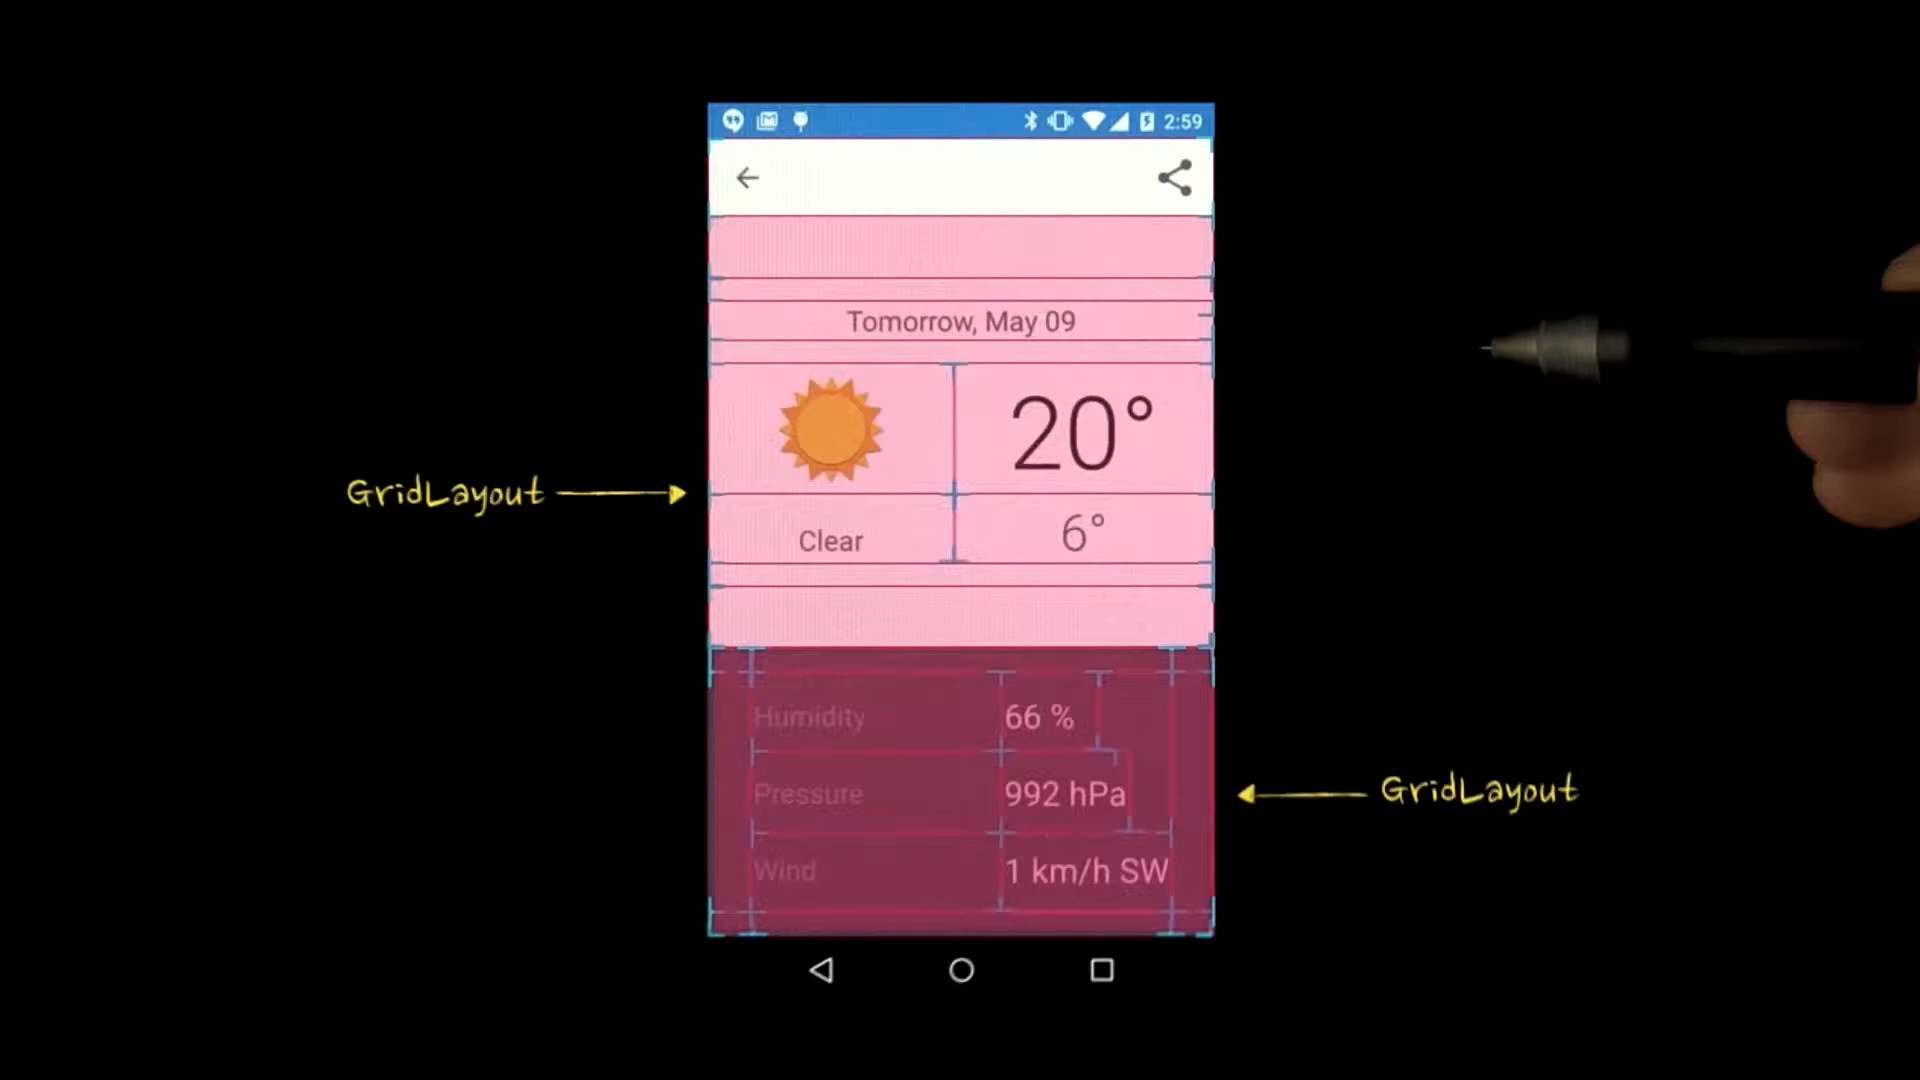 2:59
Tomorrow, May 09
20°
Clear
6°
GridLayout
Humidity 66 %
Pressure 992 hPa
Wind 1 km/h SW
GridLayout